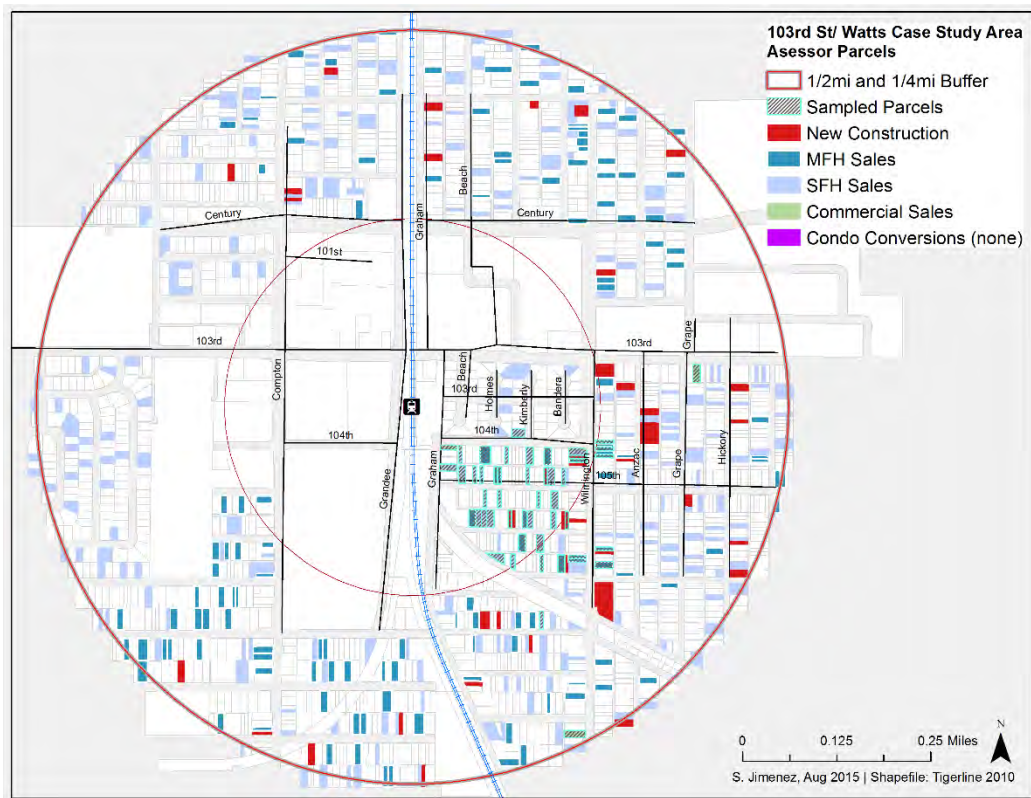 103rd St/ Watts Case Study Area
Asessor Parcels
1/2mi and 1/4mi Buffer
Sampled Parcels
New Construction
MFH Sales
SFH Sales
Commercial Sales
Condo Conversions (none)
Century
Graham
Beach
Century
101st
103rd
103rd
Grape
Compton
Beach
103rd
Holmes
Kimberly
Bandera
104th
104th
Grandee
Graham
Wilmington
Anzac
Grape
Hickory
105th
N
0 0.125 0.25 Miles
S. Jimenez, Aug 2015 | Shapefile: Tigerline 2010